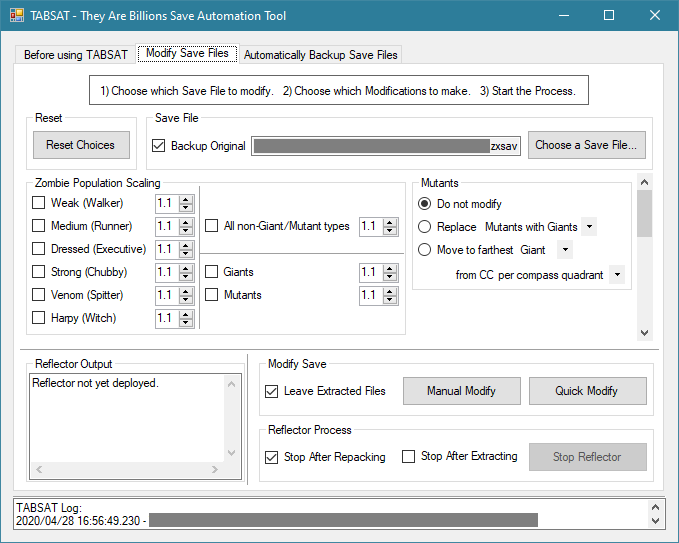 TABSAT - They Are Billions Save Automation Tool
Before using TABSAT Modify Save Files Automatically Backup Save Files
1) Choose which Save File to modify. 2) Choose which Modifications to make. 3) Start the Process.
Reset
Reset Choices
Save File
Backup Original zxsav Choose a Save File...
Zombie Population Scaling
Weak (Walker) 1.1
Medium (Runner) 1.1
Dressed (Executive) 1.1
Strong (Chubby) 1.1
Venom (Spitter) 1.1
Harpy (Witch) 1.1
All non-Giant/Mutant types 1.1
Giants 1.1
Mutants 1.1
Mutants
Do not modify
Replace Mutants with Giants
Move to farthest Giant
from CC per compass quadrant
Reflector Output
Reflector not yet deployed.
Modify Save
Leave Extracted Files Manual Modify Quick Modify
Reflector Process
Stop After Repacking Stop After Extracting Stop Reflector
TABSAT Log:
2020/04/28 16:56:49.230 -